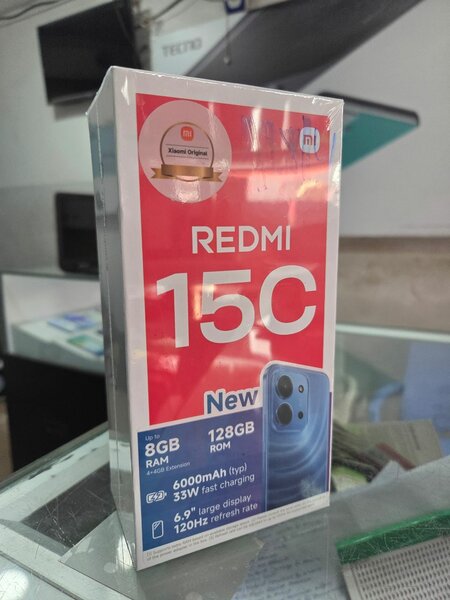 TECNO
mi
Xiaomi Original
mi
REDMI
15C
New
Up to
8GB
RAM
4+4GB Extension
128GB
ROM
6000mAh (typ)
33W fast charging
6.9" large display
120Hz refresh rate